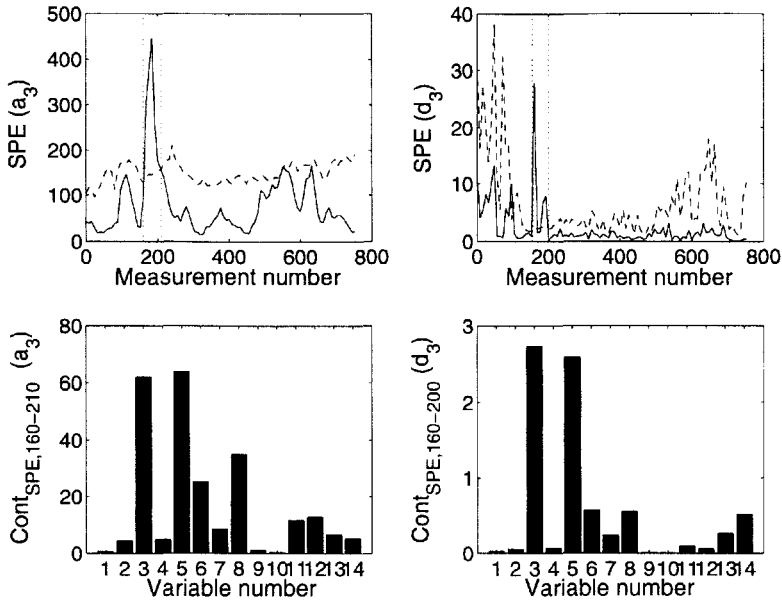 500
400
300
200
100
0
SPE (a3)
0 200 400 600 800
Measurement number
40
30
20
10
0
SPE (d3)
0 200 400 600 800
Measurement number
80
60
40
20
0
ContSPE,160−210 (a3)
1 2 3 4 5 6 7 8 9 10 11 12 13 14
Variable number
3
2
1
0
ContSPE,160−200 (d3)
1 2 3 4 5 6 7 8 9 10 11 12 13 14
Variable number